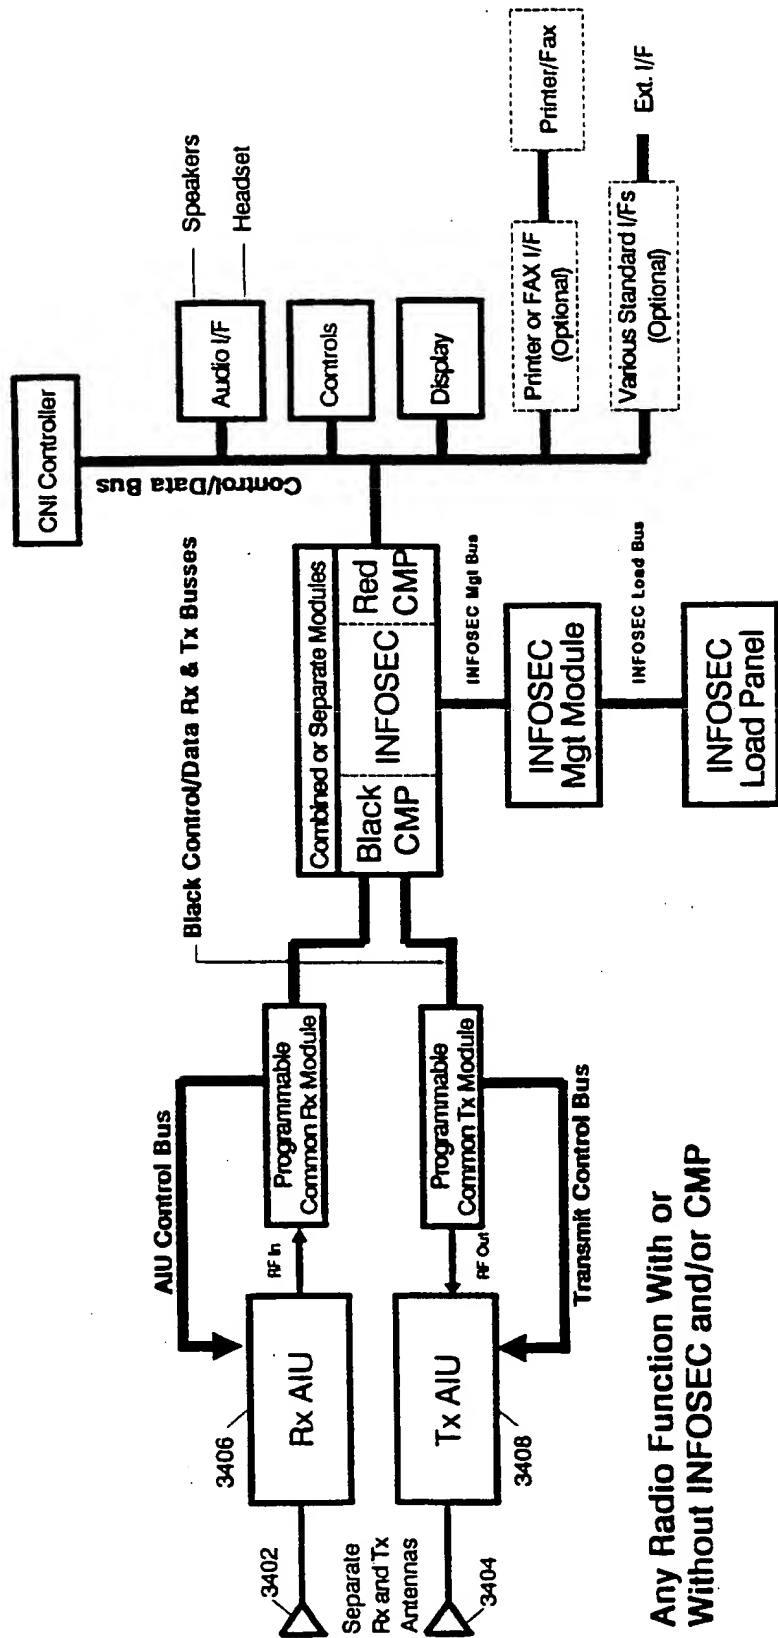 3402
Separate
Rx and Tx
Antennas
3404
3406
Rx AIU
Tx AIU
3408
AIU Control Bus
RF In
RF Out
Transmit Control Bus
Programmable
Common Rx Module
Programmable
Common Tx Module
Black Control/Data Rx & Tx Busses
Combined or Separate Modules
Black
CMP
INFOSEC
Red
CMP
INFOSEC Mgt Bus
INFOSEC
Mgt Module
INFOSEC Load Bus
INFOSEC
Load Panel
Control/Data Bus
CNI Controller
Audio I/F
Speakers
Headset
Controls
Display
Printer or FAX I/F
(Optional)
Printer/Fax
Various Standard I/Fs
(Optional)
Ext. I/F
Any Radio Function With or
Without INFOSEC and/or CMP